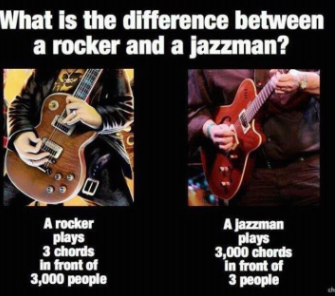 What is the difference between
a rocker and a jazzman?
A rocker
plays
3 chords
in front of
3,000 people
A jazzman
plays
3,000 chords
in front of
3 people